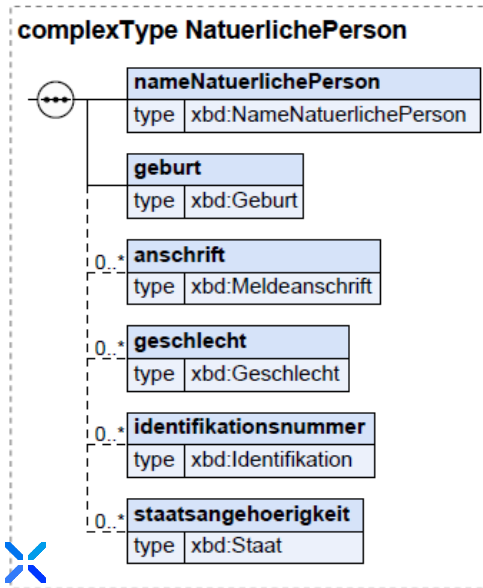 complexType NatuerlichePerson
nameNatuerlichePerson
type xbd:NameNatuerlichePerson
geburt
type xbd:Geburt
0..* anschrift
type xbd:Meldeanschrift
0..* geschlecht
type xbd:Geschlecht
0..* identifikationsnummer
type xbd:Identifikation
0..* staatsangehoerigkeit
type xbd:Staat